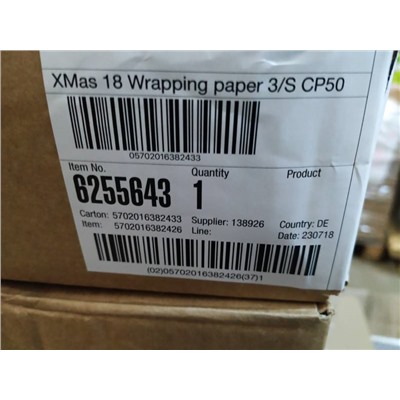 XMas 18 Wrapping paper 3/S CP50
05702016382433
Item No. Quantity Product
6255643 1
Carton: 5702016382433 Supplier: 138926 Country: DE
Item: 5702016382426 Line: Date: 230718
(02)05702016382426(37)1